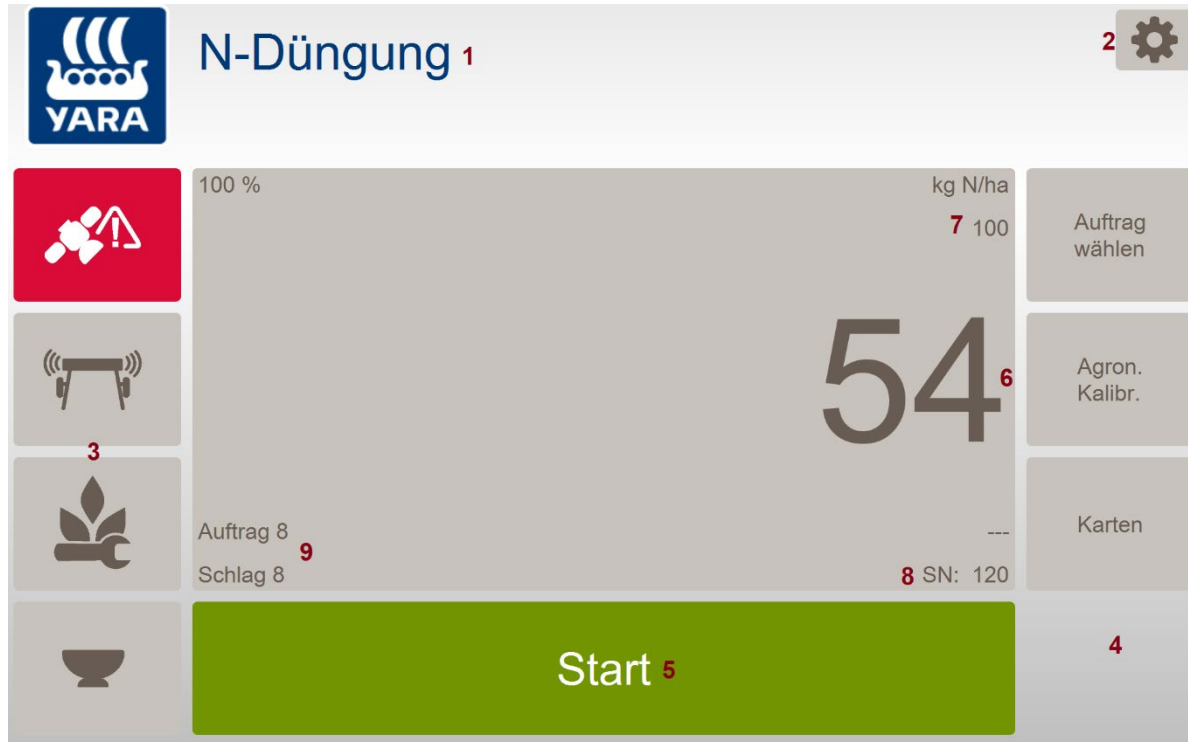 YARA
N-Düngung 1
2
100 %
kg N/ha
7 100
Auftrag
wählen
54 6
Agron.
Kalibr.
3
Auftrag 8
9
Schlag 8
---
8 SN: 120
Karten
Start 5
4